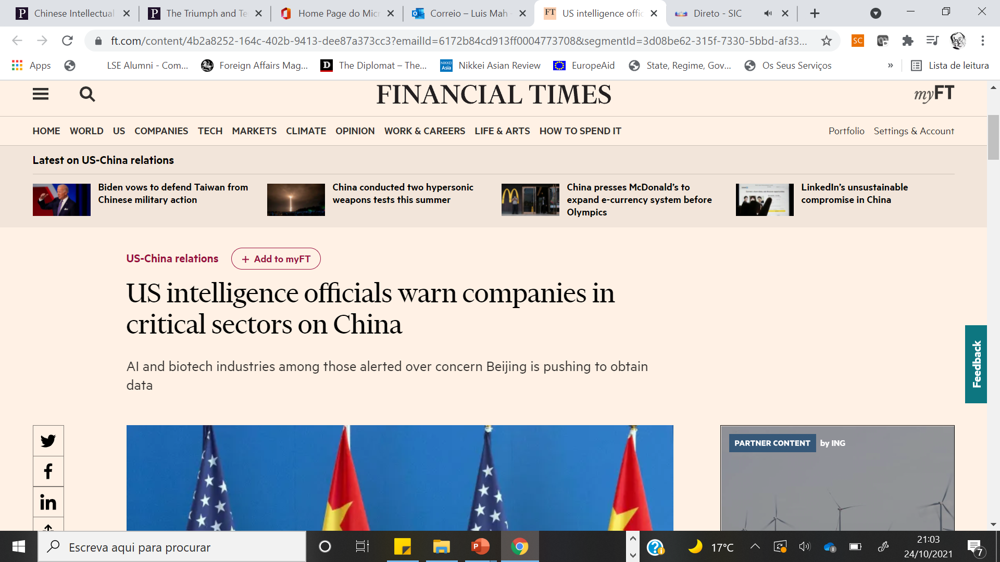 Chinese Intellectual
The Triumph and Te
Home Page do Micr
Correio – Luis Mah -
FT
US intelligence offic
Direto - SIC
ft.com/content/4b2a8252-164c-402b-9413-dee87a373cc3?emailId=6172b84cd913ff0004773708&segmentId=3d08be62-315f-7330-5bbd-af33...
SC
Apps
LSE Alumni - Com...
Foreign Affairs Mag...
D
The Diplomat – The...
NIKKEI Asia
Nikkei Asian Review
EuropeAid
State, Regime, Gov...
Os Seus Serviços
»
Lista de leitura
FINANCIAL TIMES
myFT
HOME WORLD US COMPANIES TECH MARKETS CLIMATE OPINION WORK & CAREERS LIFE & ARTS HOW TO SPEND IT
Portfolio Settings & Account
Latest on US-China relations
Biden vows to defend Taiwan from
Chinese military action
China conducted two hypersonic
weapons tests this summer
China presses McDonald's to
expand e-currency system before
Olympics
LinkedIn's unsustainable
compromise in China
US-China relations
+ Add to myFT
US intelligence officials warn companies in
critical sectors on China
AI and biotech industries among those alerted over concern Beijing is pushing to obtain
data
Feedback
PARTNER CONTENT by ING
Escreva aqui para procurar
17°C
21:03
24/10/2021
7